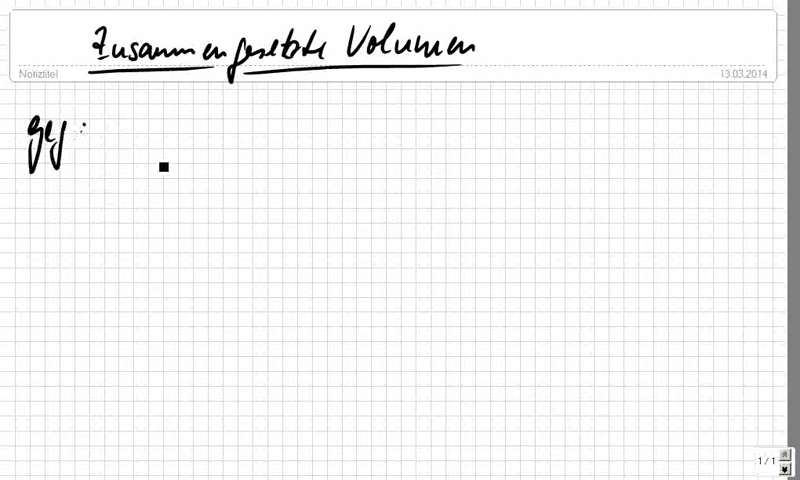 Zusammengesetzte Volumen
Notiztitel
13.03.2014
geg:
1 / 1